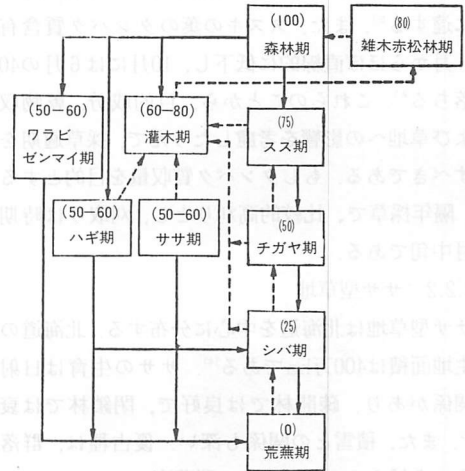 (100)
森林期
(80)
雑木赤松林期
(50−60)
ワラビ
ゼンマイ期
(60−80)
灌木期
(75)
スス期
(50−60)
ハギ期
(50−60)
ササ期
(50)
チガヤ期
(25)
シバ期
(0)
荒無期